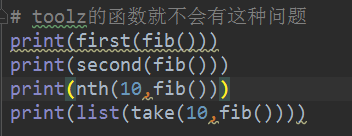 # toolz的函数就不会有这种问题
print(first(fib()))
print(second(fib()))
print(nth(10,fib()))
print(list(take(10,fib())))